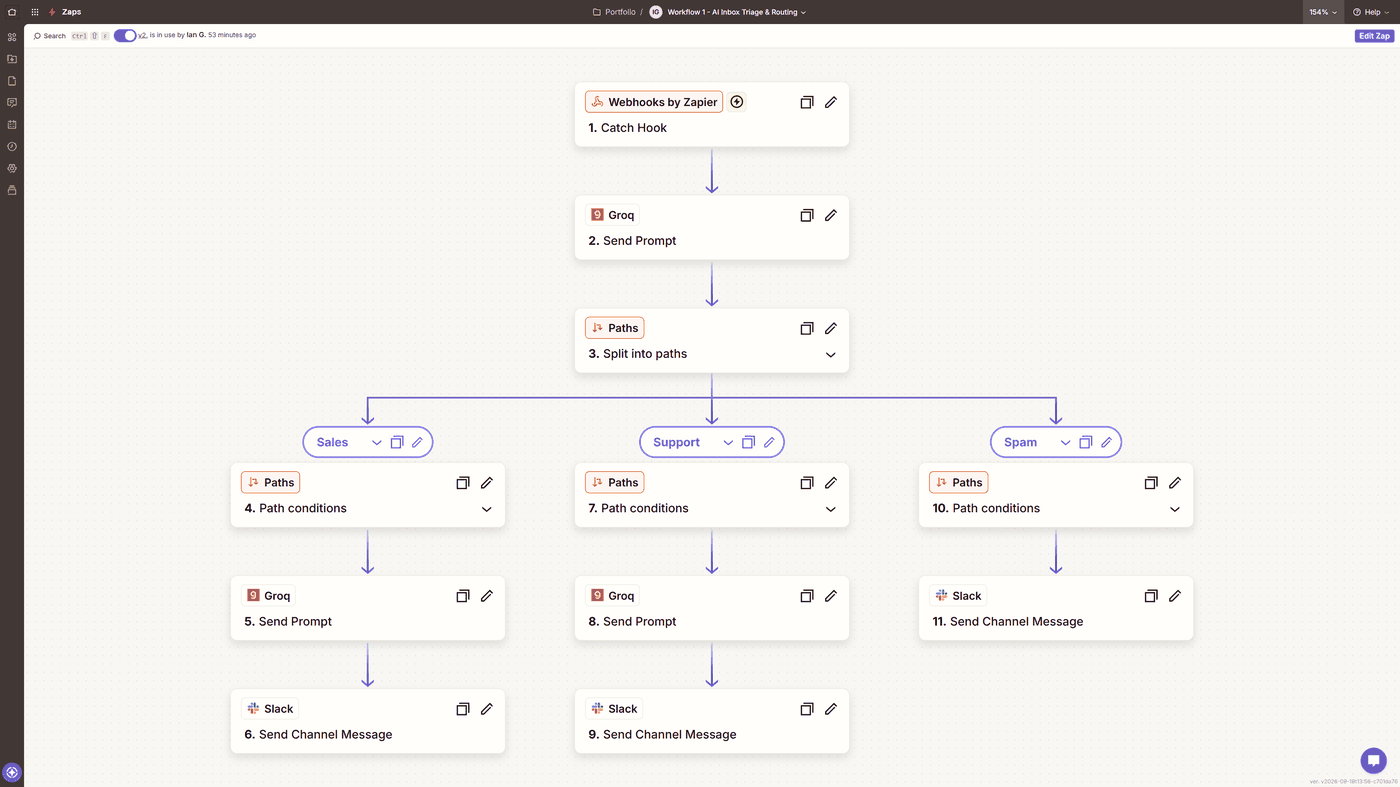 Zaps
Portfolio / IG Workflow 1 - AI Inbox Triage & Routing
154%
Help
Search Ctrl ⇧ F
v2, is in use by Ian G. 53 minutes ago
Edit Zap
Webhooks by Zapier
1. Catch Hook
Groq
2. Send Prompt
Paths
3. Split into paths
Sales
Support
Spam
Paths
4. Path conditions
Paths
7. Path conditions
Paths
10. Path conditions
Groq
5. Send Prompt
Groq
8. Send Prompt
Slack
11. Send Channel Message
Slack
6. Send Channel Message
Slack
9. Send Channel Message